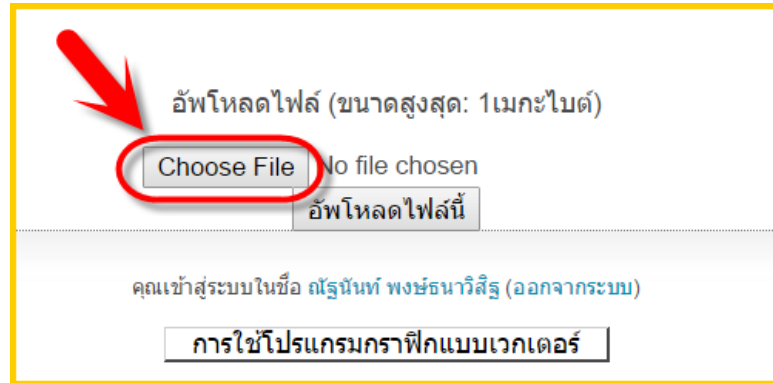 อัพโหลดไฟล์ (ขนาดสูงสุด: 1เมกะไบต์)
Choose File No file chosen
อัพโหลดไฟล์นี้
คุณเข้าสู่ระบบในชื่อ ณัฐนันท์ พงษ์ธนาวิสิฐ (ออกจากระบบ)
การใช้โปรแกรมกราฟิกแบบเวกเตอร์